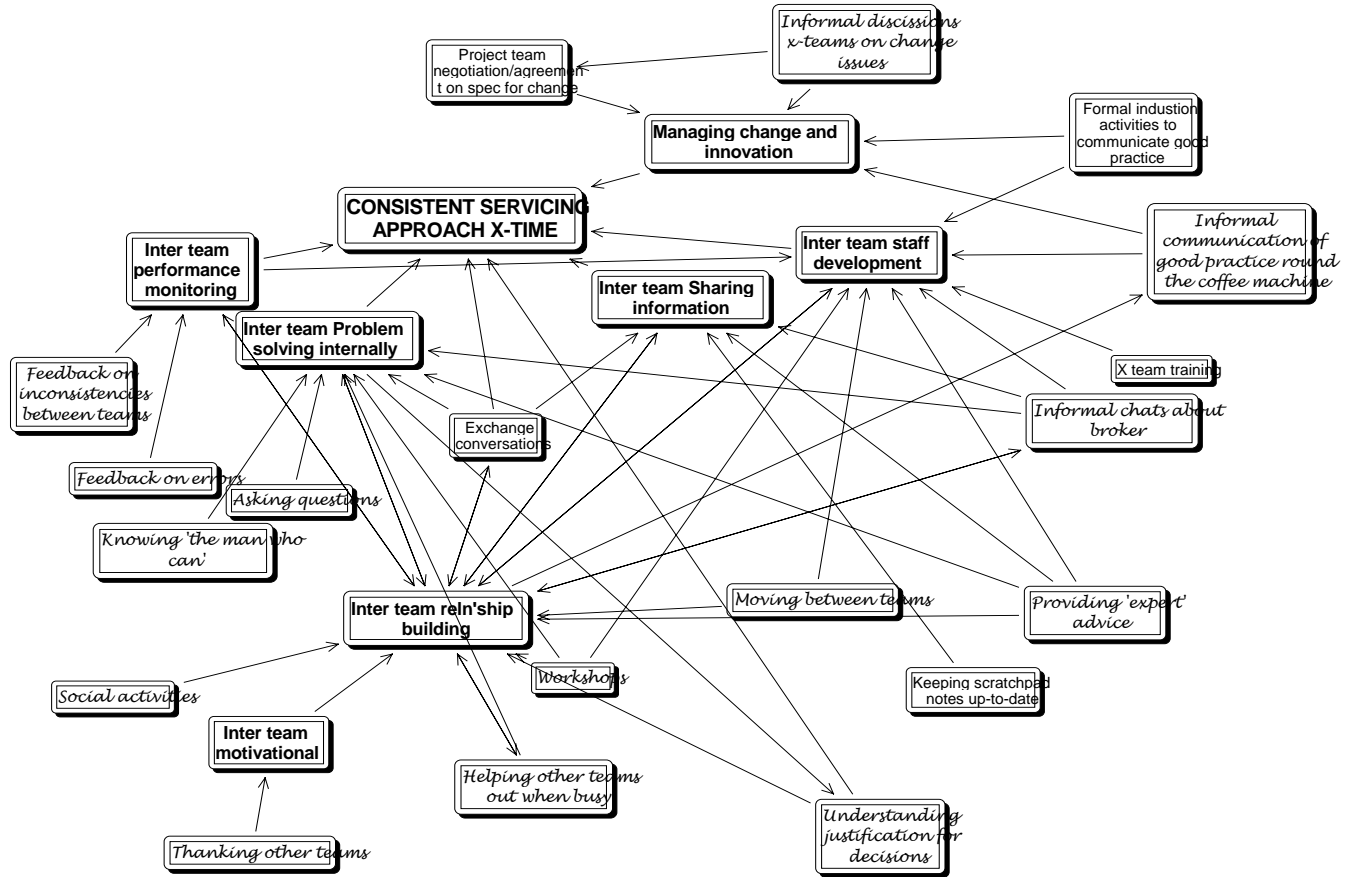 Informal discissions
x-teams on change
issues
Project team
negotiation/agreemen
t on spec for change
Formal industion
activities to
communicate good
practice
Managing change and
innovation
CONSISTENT SERVICING
APPROACH X-TIME
Informal
communication of
good practice round
the coffee machine
Inter team
performance
monitoring
Inter team staff
development
Inter team Sharing
information
Inter team Problem
solving internally
Feedback on
inconsistencies
between teams
X team training
Exchange
conversations
Informal chats about
broker
Feedback on errors
Asking questions
Knowing 'the man who
can'
Inter team reln'ship
building
Moving between teams
Providing 'expert'
advice
Workshops
Keeping scratchpad
notes up-to-date
Social activities
Inter team
motivational
Helping other teams
out when busy
Understanding
justification for
decisions
Thanking other teams